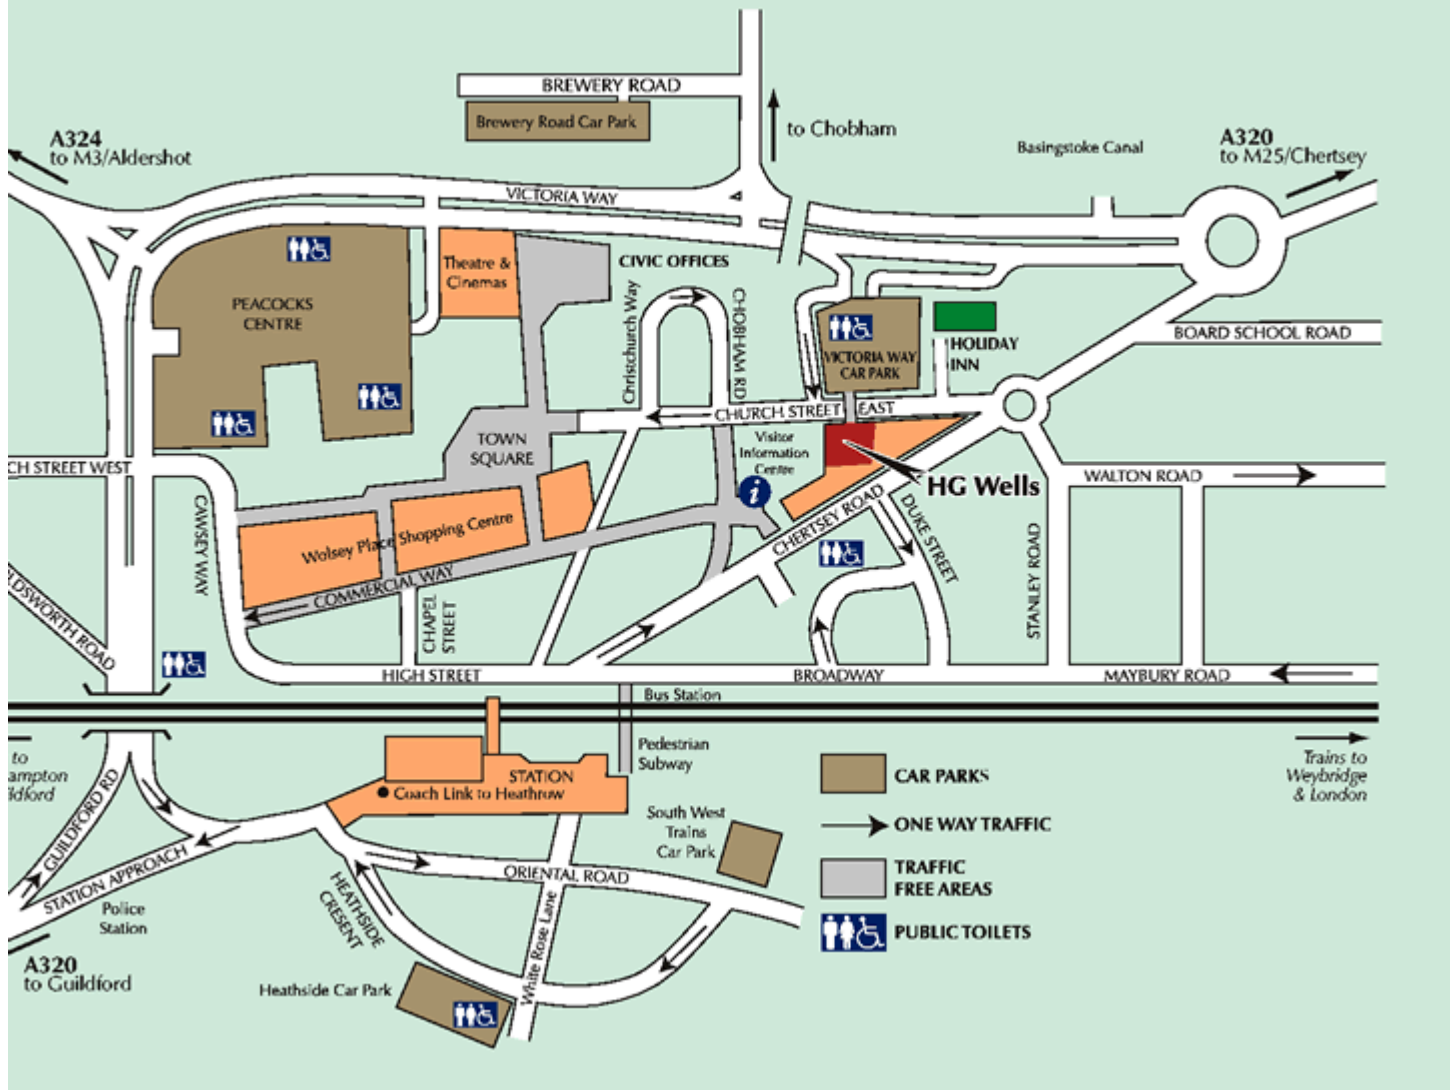 BREWERY ROAD
Brewery Road Car Park
to Chobham
A324
to M3/Aldershot
Basingstoke Canal
A320
to M25/Chertsey
VICTORIA WAY
Theatre &
Cinemas
CIVIC OFFICES
PEACOCKS
CENTRE
Christchurch Way
CHOBHAM RD
VICTORIA WAY
CAR PARK
HOLIDAY
INN
BOARD SCHOOL ROAD
CHURCH STREET EAST
TOWN
SQUARE
Visitor
Information
Centre
i
HG Wells
CH STREET WEST
WALTON ROAD
CAWSEY WAY
Wolsey Place Shopping Centre
CHERTSEY ROAD
DUKE STREET
COMMERCIAL WAY
CHAPEL
STREET
STANLEY ROAD
LDSWORTH ROAD
HIGH STREET
BROADWAY
MAYBURY ROAD
Bus Station
Pedestrian
Subway
to
ampton
ldford
STATION
Coach Link to Heathrow
CAR PARKS
Trains to
Weybridge
& London
GUILDFORD RD
South West
Trains
Car Park
ONE WAY TRAFFIC
STATION APPROACH
ORIENTAL ROAD
TRAFFIC
FREE AREAS
HEATHSIDE
CRESENT
Police
Station
White Rose Lane
PUBLIC TOILETS
A320
to Guildford
Heathside Car Park